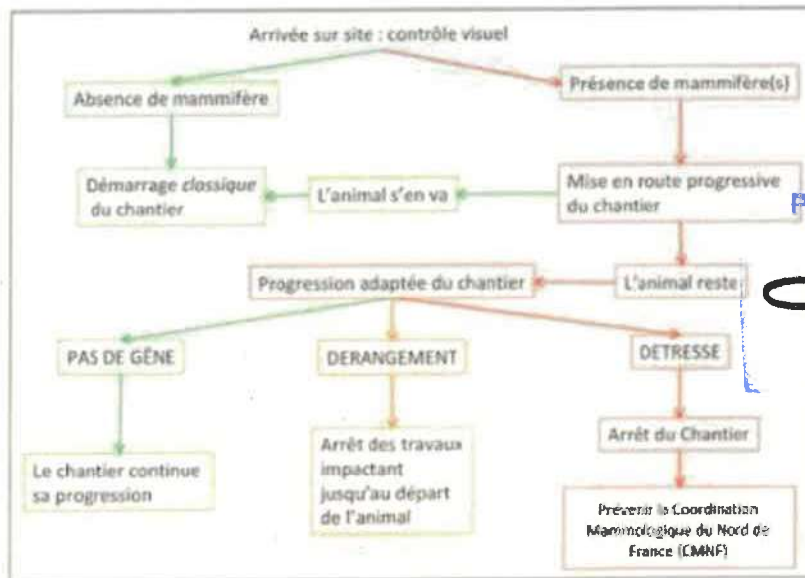 Arrivée sur site : contrôle visuel
Absence de mammifère
Présence de mammifère(s)
Démarrage classique
du chantier
L'animal s'en va
Mise en route progressive
du chantier
Progression adaptée du chantier
L'animal reste
PAS DE GÊNE
DERANGEMENT
DETRESSE
Le chantier continue
sa progression
Arrêt des travaux
impactant
jusqu'au départ
de l'animal
Arrêt du Chantier
Prévenir la Coordination
Mammologique du Nord de
France (CMNF)